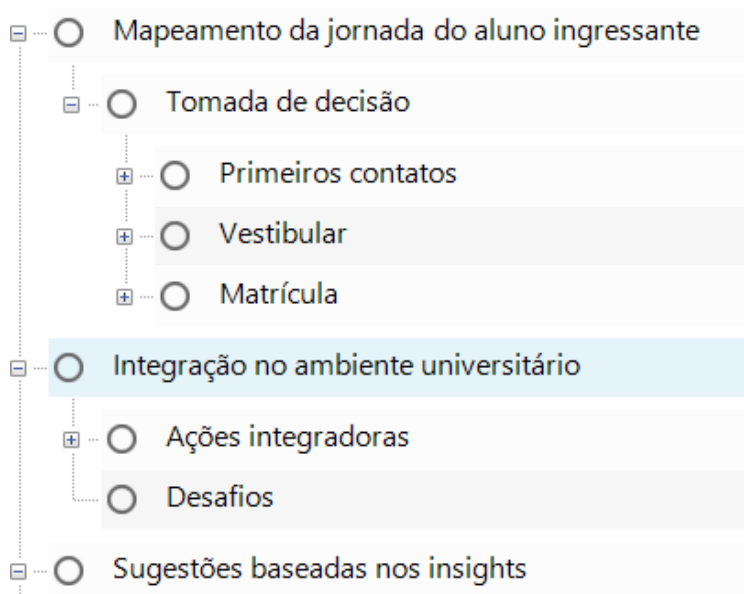 Mapeamento da jornada do aluno ingressante
Tomada de decisão
Primeiros contatos
Vestibular
Matrícula
Integração no ambiente universitário
Ações integradoras
Desafios
Sugestões baseadas nos insights